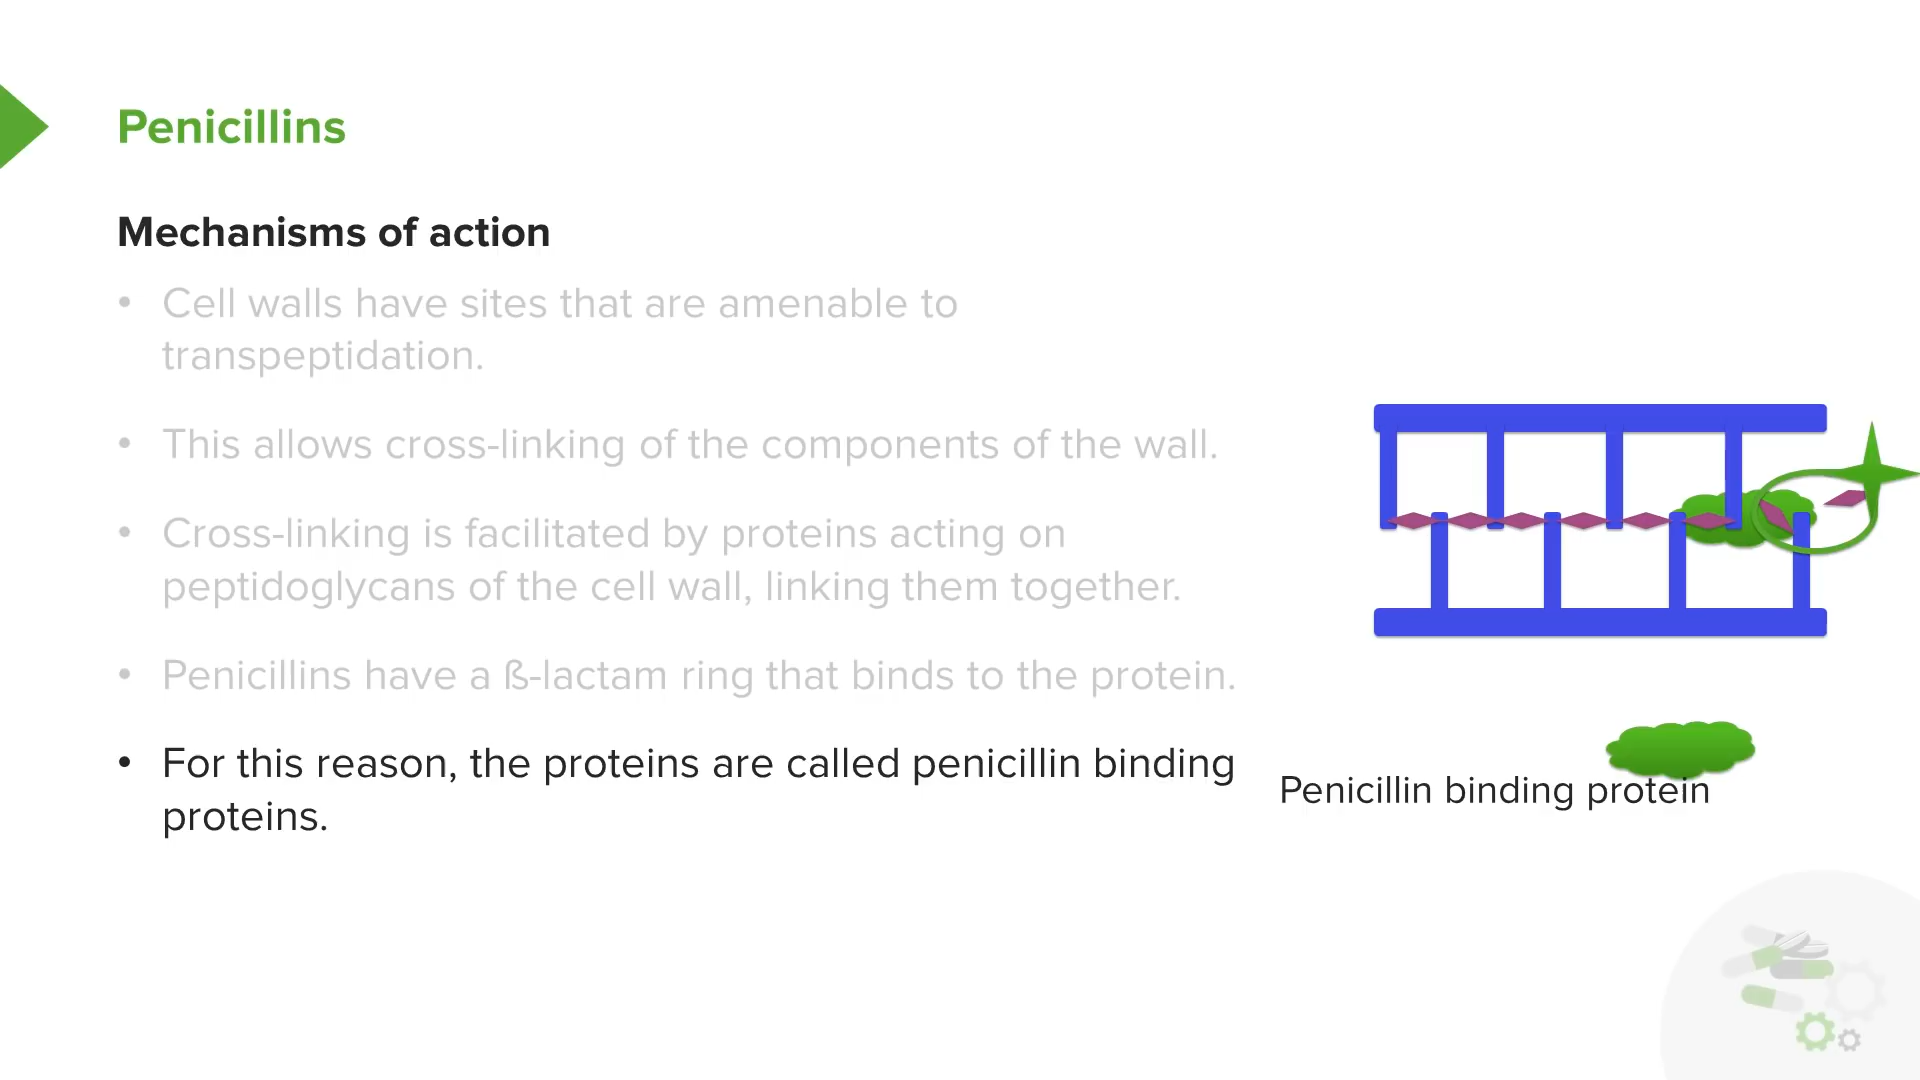 Penicillins
Mechanisms of action
• Cell walls have sites that are amenable to
transpeptidation.
• This allows cross-linking of the components of the wall.
• Cross-linking is facilitated by proteins acting on
peptidoglycans of the cell wall, linking them together.
• Penicillins have a ß-lactam ring that binds to the protein.
• For this reason, the proteins are called penicillin binding
proteins.
Penicillin binding protein